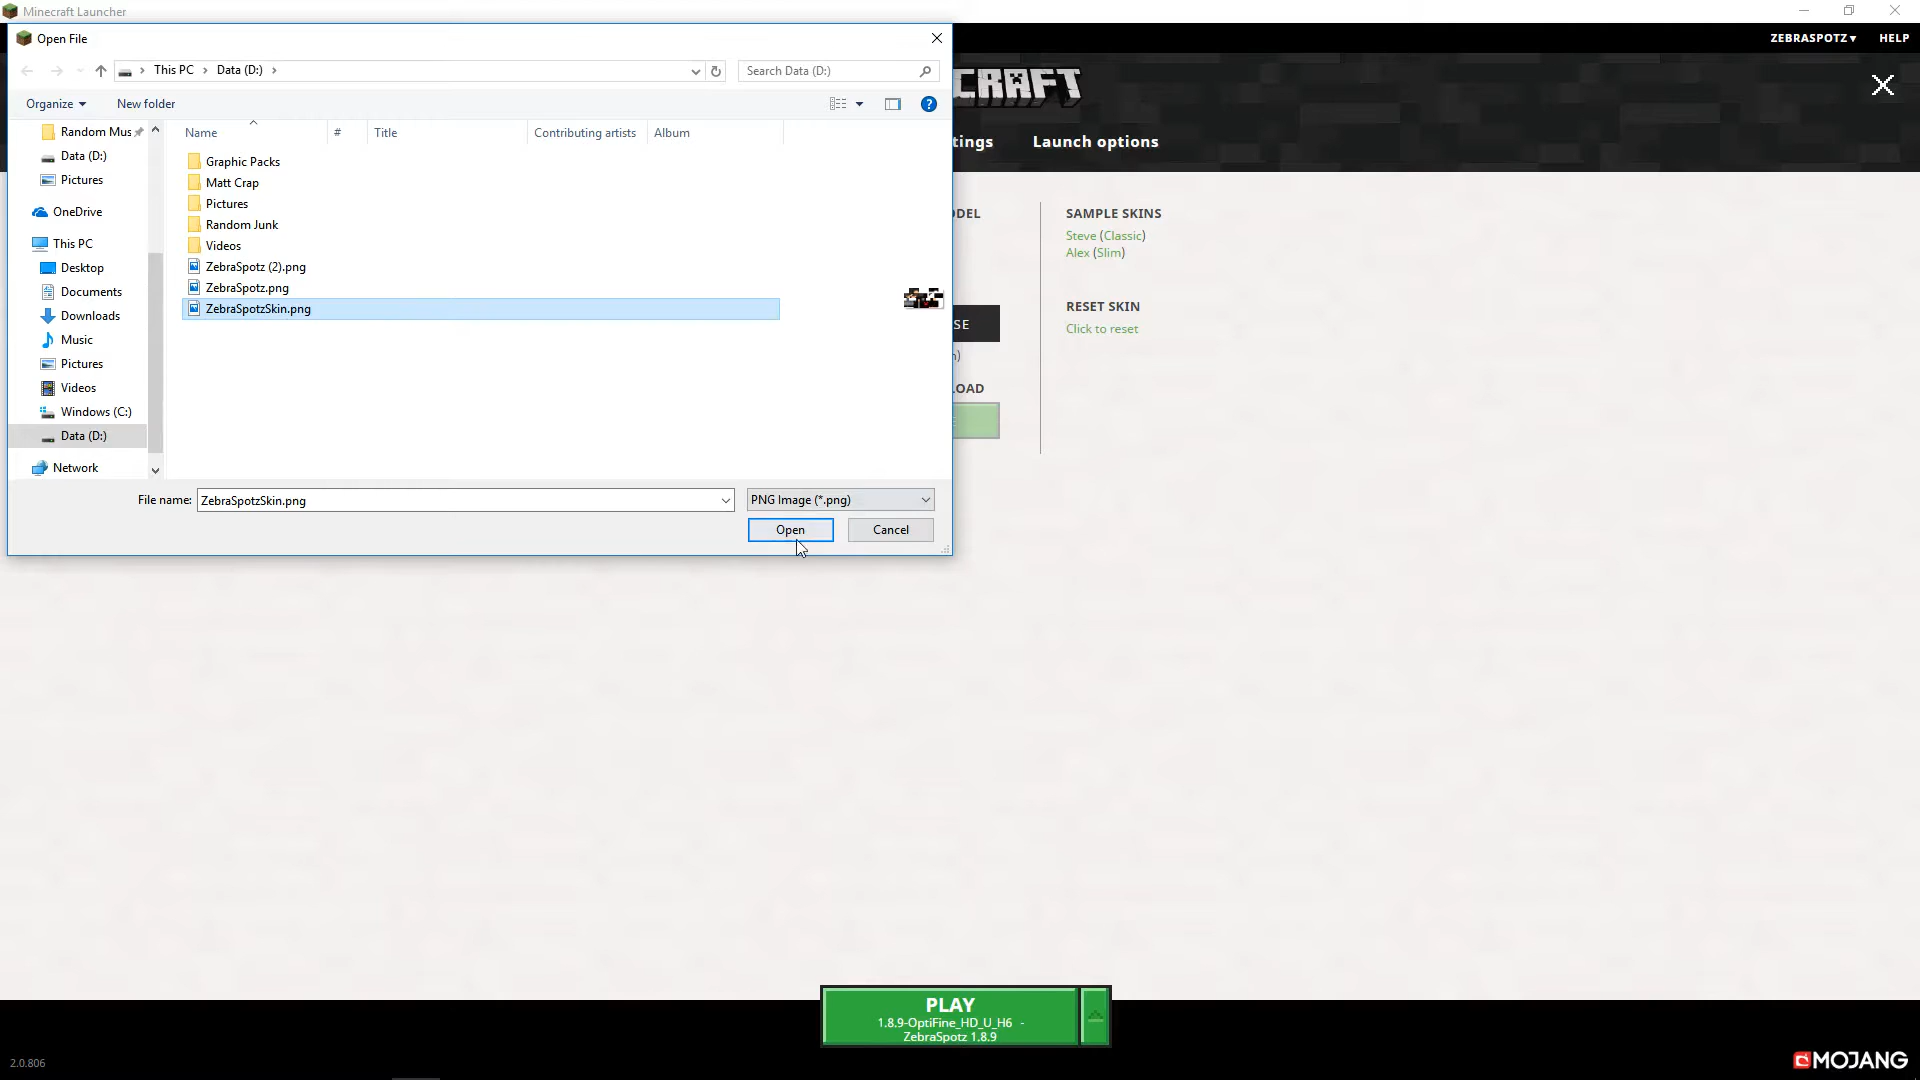 Minecraft Launcher
Open File
ZEBRASPOTZ HELP
This PC > Data (D:) >
Search Data (D:)
CRAFT
Organize New folder
tings Launch options
Name # Title Contributing artists Album
Random Mus
Data (D:)
Pictures
OneDrive
This PC
Desktop
Documents
Downloads
Music
Pictures
Videos
Windows (C:)
Data (D:)
Network
Graphic Packs
Matt Crap
Pictures
Random Junk
Videos
ZebraSpotz (2).png
ZebraSpotz.png
ZebraSpotzSkin.png
File name: ZebraSpotzSkin.png PNG Image (*.png)
Open Cancel
ODEL
SE
LOAD
SAMPLE SKINS
Steve (Classic)
Alex (Slim)
RESET SKIN
Click to reset
PLAY
1.8.9-OptiFine_HD_U_H6 -
ZebraSpotz 1.8.9
2.0.806
MOJANG